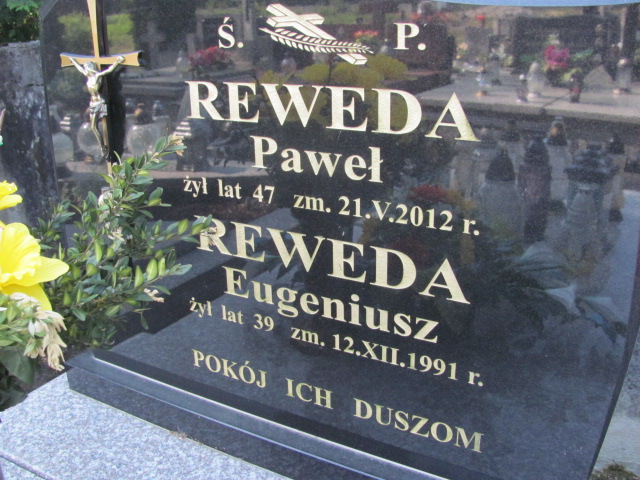 Ś. P.
REWEDA
Paweł
żył lat 47 zm. 21.V.2012 r.
REWEDA
Eugeniusz
żył lat 39 zm. 12.XII.1991 r.
POKÓJ ICH DUSZOM